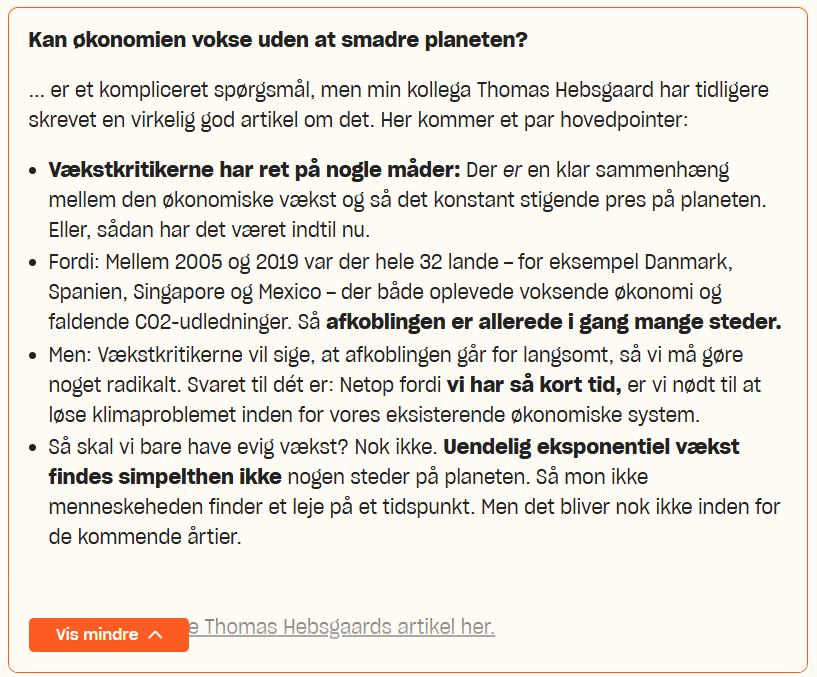 Kan økonomien vokse uden at smadre planeten?
... er et kompliceret spørgsmål, men min kollega Thomas Hebsgaard har tidligere
skrevet en virkelig god artikel om det. Her kommer et par hovedpointer:
• Vækstkritikerne har ret på nogle måder: Der er en klar sammenhæng
mellem den økonomiske vækst og så det konstant stigende pres på planeten.
Eller, sådan har det været indtil nu.
• Fordi: Mellem 2005 og 2019 var der hele 32 lande – for eksempel Danmark,
Spanien, Singapore og Mexico – der både oplevede voksende økonomi og
faldende CO2-udledninger. Så afkoblingen er allerede i gang mange steder.
• Men: Vækstkritikerne vil sige, at afkoblingen går for langsomt, så vi må gøre
noget radikalt. Svaret til dét er: Netop fordi vi har så kort tid, er vi nødt til at
løse klimaproblemet inden for vores eksisterende økonomiske system.
• Så skal vi bare have evig vækst? Nok ikke. Uendelig eksponentiel vækst
findes simpelthen ikke nogen steder på planeten. Så mon ikke
menneskeheden finder et leje på et tidspunkt. Men det bliver nok ikke inden for
de kommende årtier.
Vis mindre
Thomas Hebsgaards artikel her.